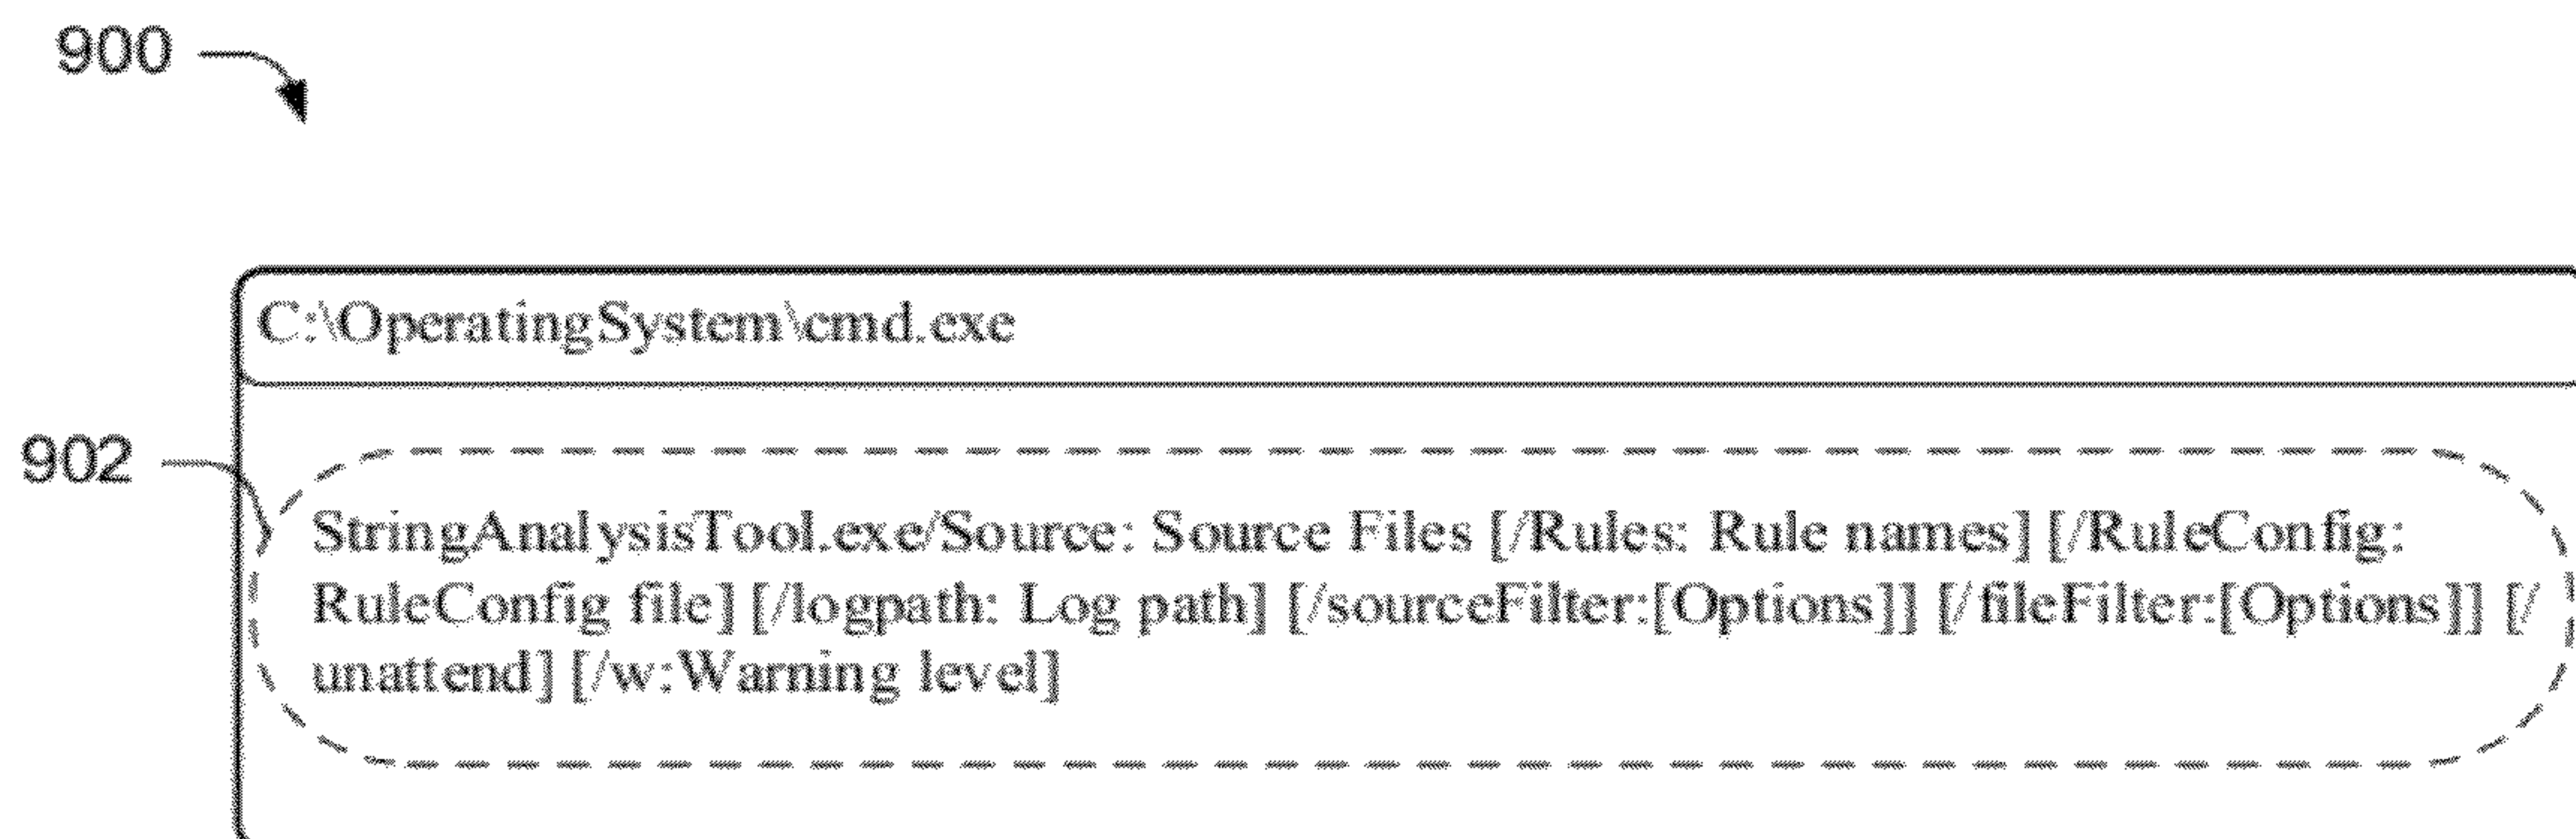 900
C:\OperatingSystem\cmd.exe
902
StringAnalysisTool.exe/Source: Source Files [/Rules: Rule names] [/RuleConfig:
RuleConfig file] [/logpath: Log path] [/sourceFilter:[Options]] [/fileFilter:[Options]] [/
unattend] [/w:Warning level]